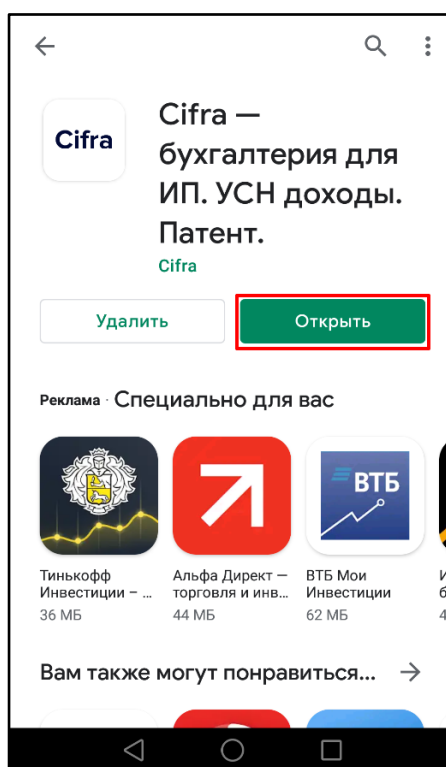 Cifra
Cifra —
бухгалтерия для
ИП. УСН доходы.
Патент.
Cifra
Удалить
Открыть
Реклама · Специально для вас
ВТБ
Тинькофф
Инвестиции – ...
36 МБ
Альфа Директ —
торговля и инв...
44 МБ
ВТБ Мои
Инвестиции
62 МБ
Вам также могут понравиться...